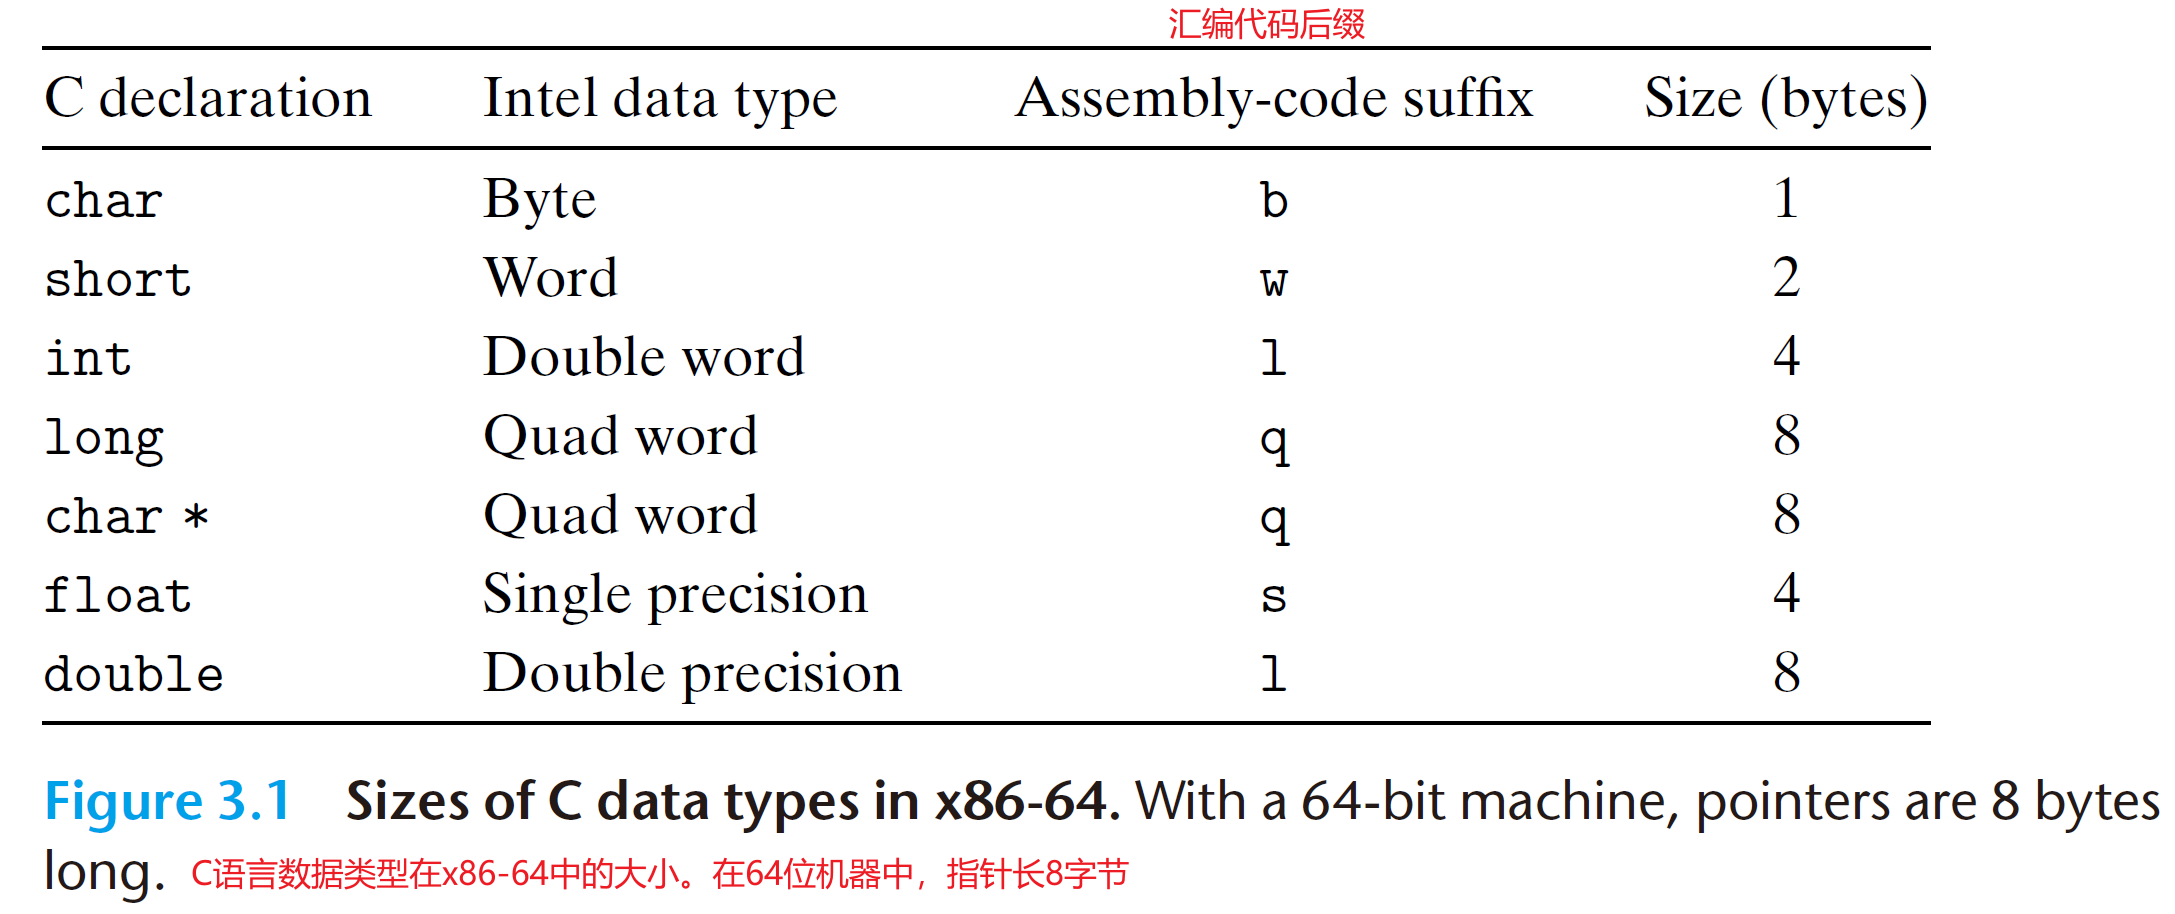 汇编代码后缀
C declaration Intel data type Assembly-code suffix Size (bytes)
char Byte b 1
short Word w 2
int Double word l 4
long Quad word q 8
char * Quad word q 8
float Single precision s 4
double Double precision l 8
Figure 3.1 Sizes of C data types in x86-64. With a 64-bit machine, pointers are 8 bytes
long. C语言数据类型在x86-64中的大小。在64位机器中，指针长8字节